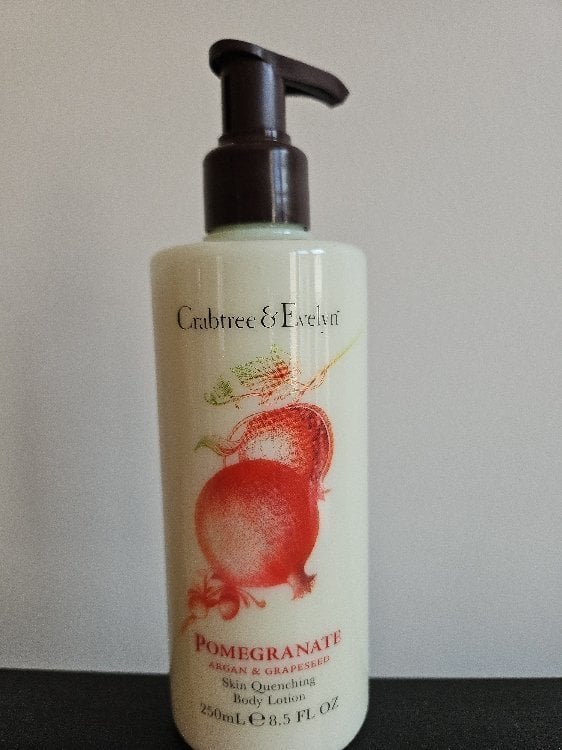 Crabtree & Evelyn
POMEGRANATE
ARGAN & GRAPESEED
Skin Quenching
Body Lotion
250mL ℮ 8.5 FL OZ